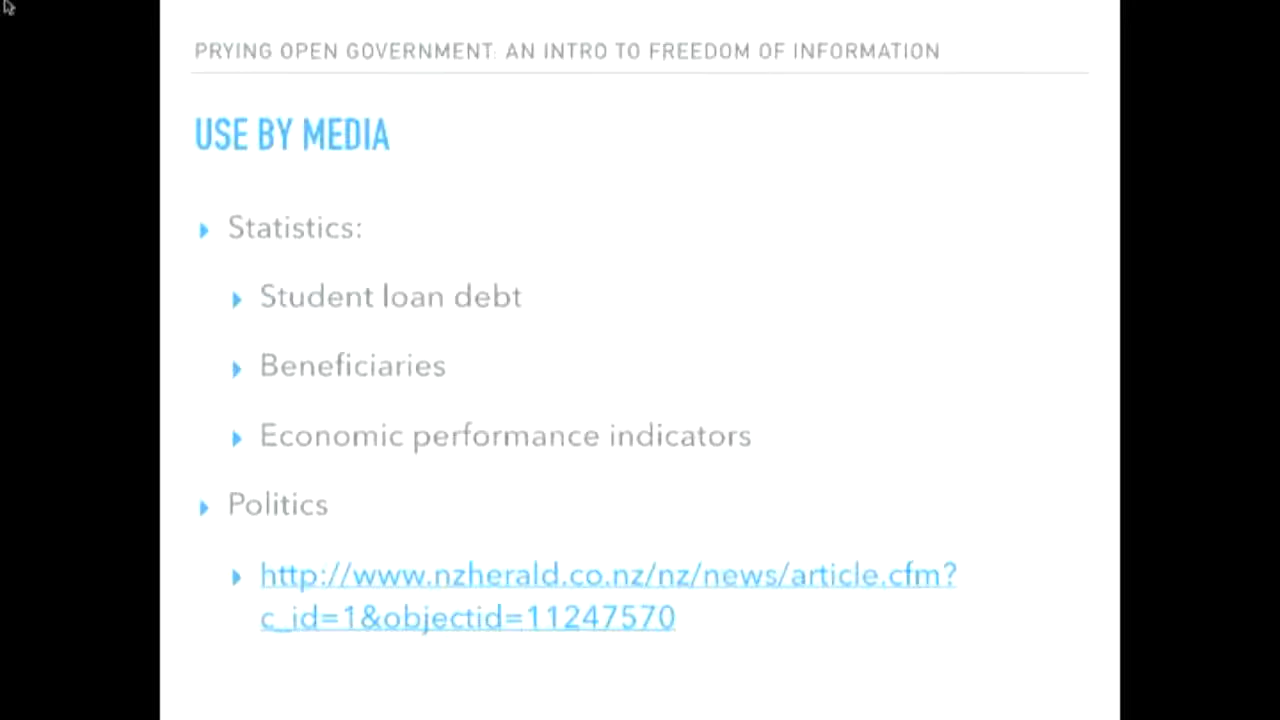 PRYING OPEN GOVERNMENT: AN INTRO TO FREEDOM OF INFORMATION
USE BY MEDIA
Statistics:
Student loan debt
Beneficiaries
Economic performance indicators
Politics
http://www.nzherald.co.nz/nz/news/article.cfm?
c_id=1&objectid=11247570